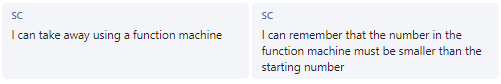 SC
I can take away using a function machine
SC
I can remember that the number in the
function machine must be smaller than the
starting number